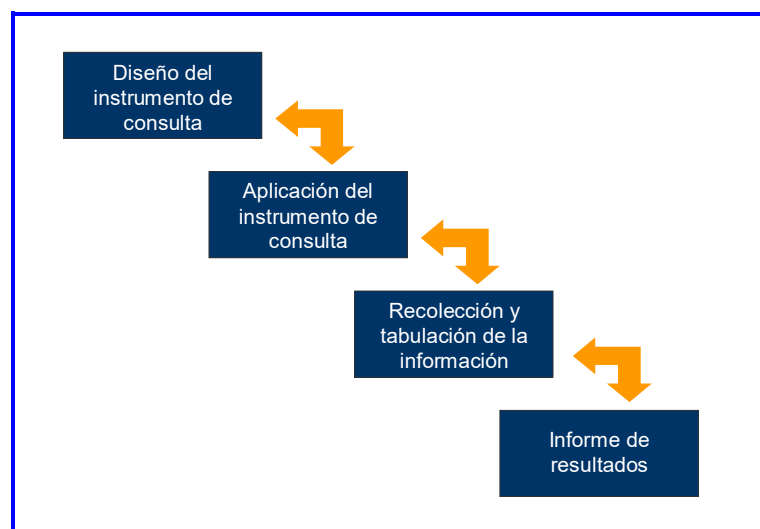 Diseño del
instrumento de
consulta
Aplicación del
instrumento de
consulta
Recolección y
tabulación de la
información
Informe de
resultados